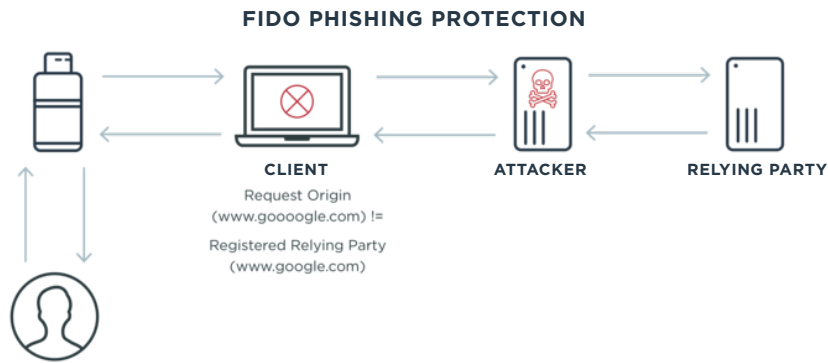 FIDO PHISHING PROTECTION
CLIENT
ATTACKER
RELYING PARTY
Request Origin
(www.goooogle.com) !=
Registered Relying Party
(www.google.com)